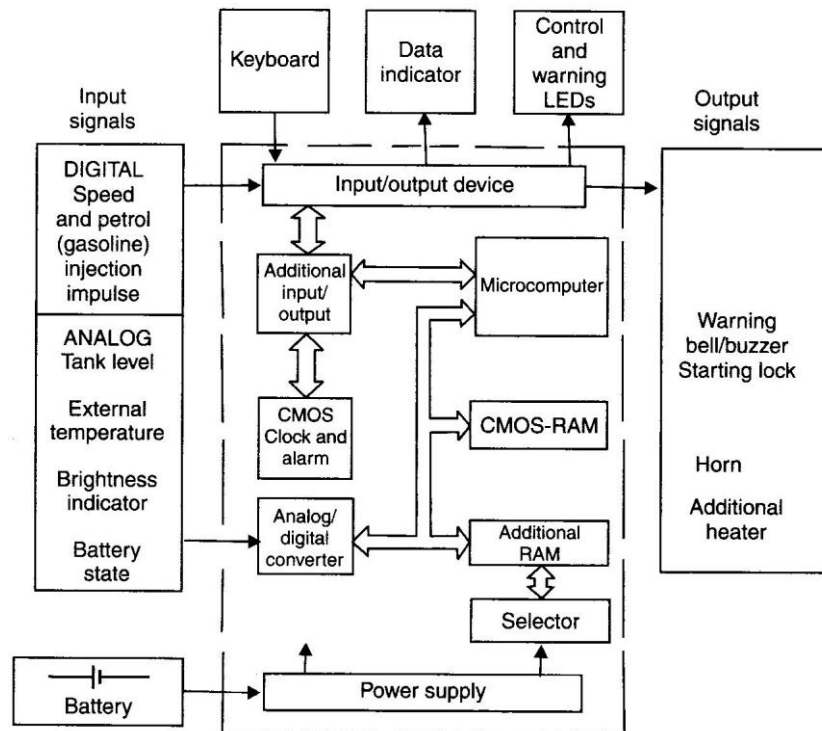 Keyboard
Data
indicator
Control
and
warning
LEDs
Input
signals
Output
signals
DIGITAL
Speed
and petrol
(gasoline)
injection
impulse
Input/output device
Additional
input/
output
Microcomputer
ANALOG
Tank level
External
temperature
Brightness
indicator
Battery
state
CMOS
Clock and
alarm
CMOS-RAM
Analog/
digital
converter
Additional
RAM
Selector
Warning
bell/buzzer
Starting lock
Horn
Additional
heater
Battery
Power supply